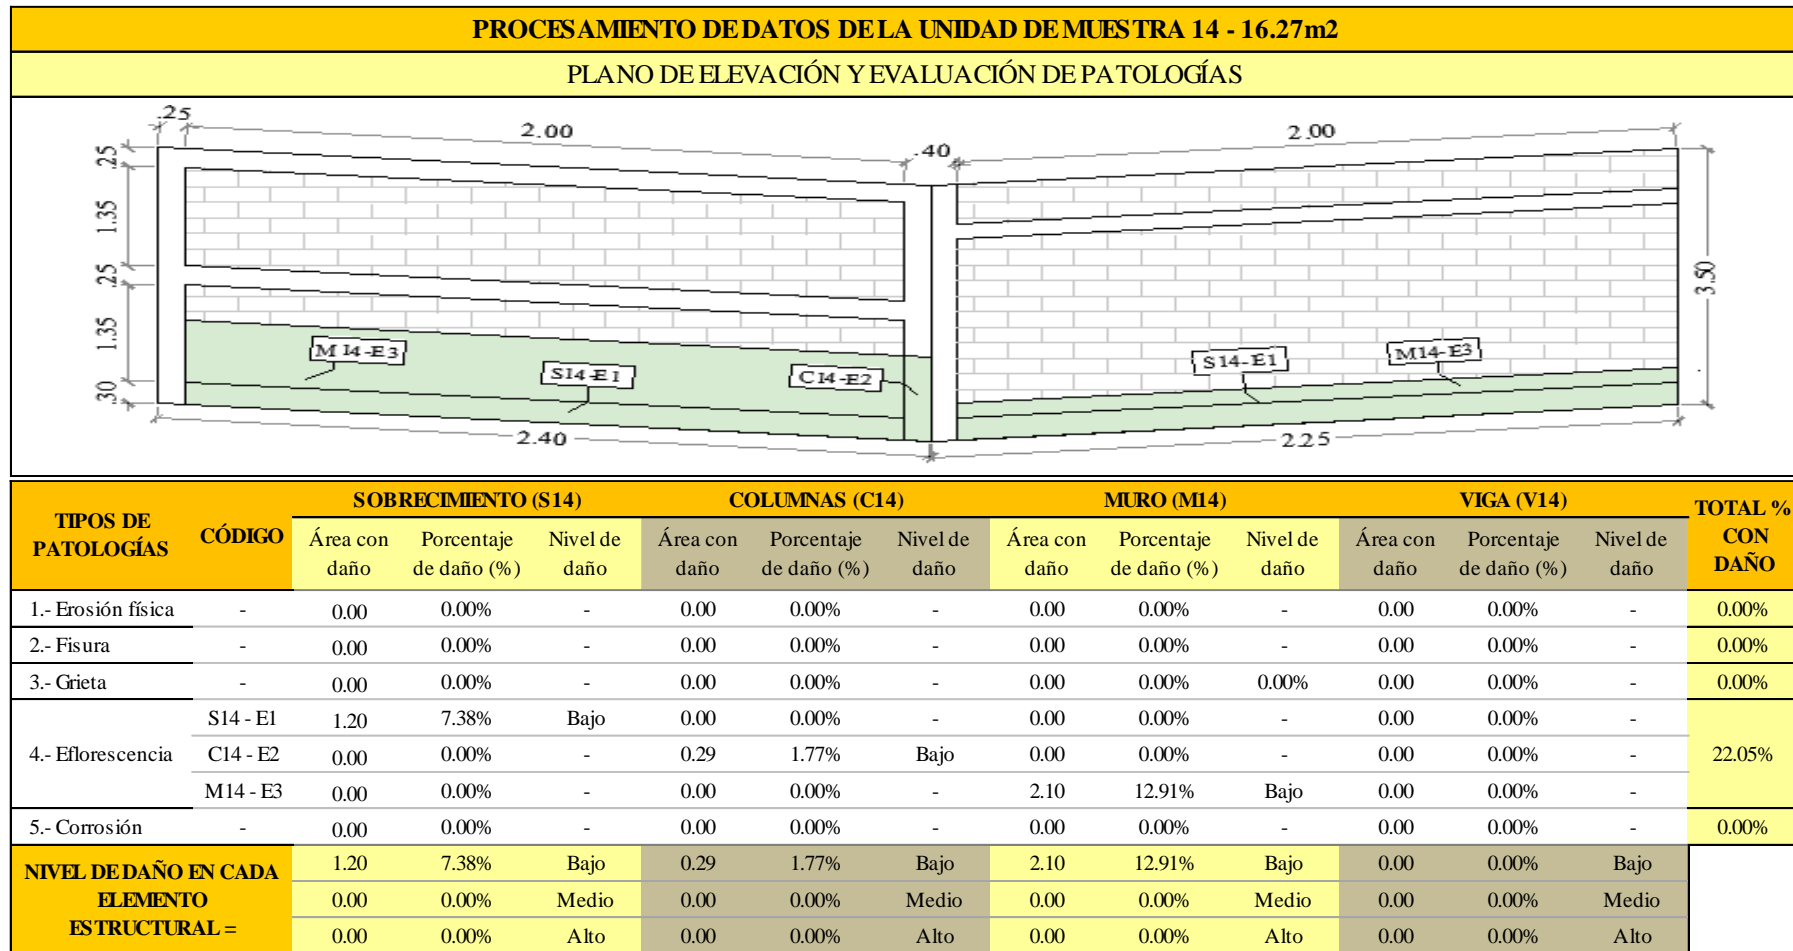 PROCESAMIENTO DE DATOS DE LA UNIDAD DE MUESTRA 14 - 16.27m2
PLANO DE ELEVACIÓN Y EVALUACIÓN DE PATOLOGÍAS
.25 2.00 .40 2.00
.25
1.35
.25
1.35
.30
3.50
M14-E3 S14-E1 C14-E2 S14-E1 M14-E3
2.40 2.25
TIPOS DE PATOLOGÍAS CÓDIGO SOBRECIMIENTO (S14) COLUMNAS (C14) MURO (M14) VIGA (V14) TOTAL % CON DAÑO
Área con daño Porcentaje de daño (%) Nivel de daño Área con daño Porcentaje de daño (%) Nivel de daño Área con daño Porcentaje de daño (%) Nivel de daño Área con daño Porcentaje de daño (%) Nivel de daño
1.- Erosión física - 0.00 0.00% - 0.00 0.00% - 0.00 0.00% - 0.00 0.00% - 0.00%
2.- Fisura - 0.00 0.00% - 0.00 0.00% - 0.00 0.00% - 0.00 0.00% - 0.00%
3.- Grieta - 0.00 0.00% - 0.00 0.00% - 0.00 0.00% 0.00% 0.00 0.00% - 0.00%
S14 - E1 1.20 7.38% Bajo 0.00 0.00% - 0.00 0.00% - 0.00 0.00% -
4.- Eflorescencia C14 - E2 0.00 0.00% - 0.29 1.77% Bajo 0.00 0.00% - 0.00 0.00% - 22.05%
M14 - E3 0.00 0.00% - 0.00 0.00% - 2.10 12.91% Bajo 0.00 0.00% -
5.- Corrosión - 0.00 0.00% - 0.00 0.00% - 0.00 0.00% - 0.00 0.00% - 0.00%
NIVEL DE DAÑO EN CADA ELEMENTO ESTRUCTURAL = 1.20 7.38% Bajo 0.29 1.77% Bajo 2.10 12.91% Bajo 0.00 0.00% Bajo
0.00 0.00% Medio 0.00 0.00% Medio 0.00 0.00% Medio 0.00 0.00% Medio
0.00 0.00% Alto 0.00 0.00% Alto 0.00 0.00% Alto 0.00 0.00% Alto